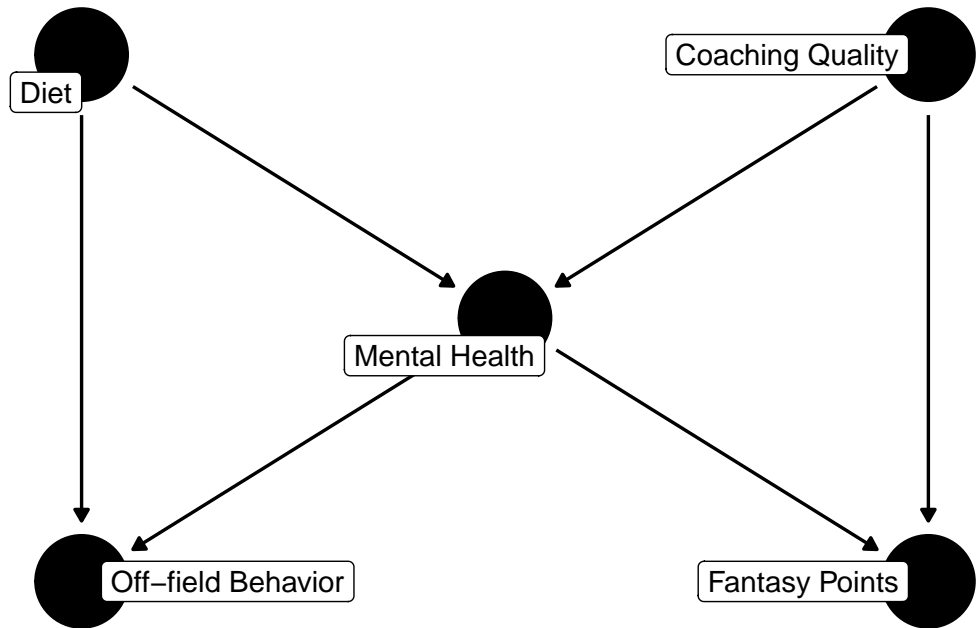 Diet
Coaching Quality
Mental Health
Off−field Behavior
Fantasy Points